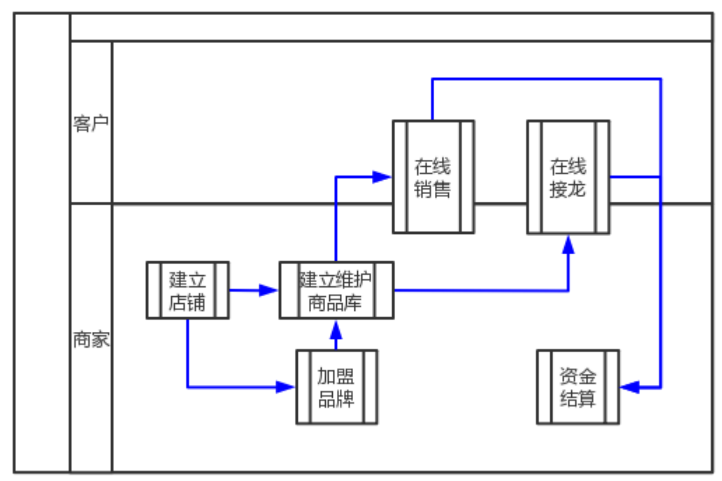 客户
在线
销售
在线
接龙
商家
建立
店铺
建立维护
商品库
加盟
品牌
资金
结算